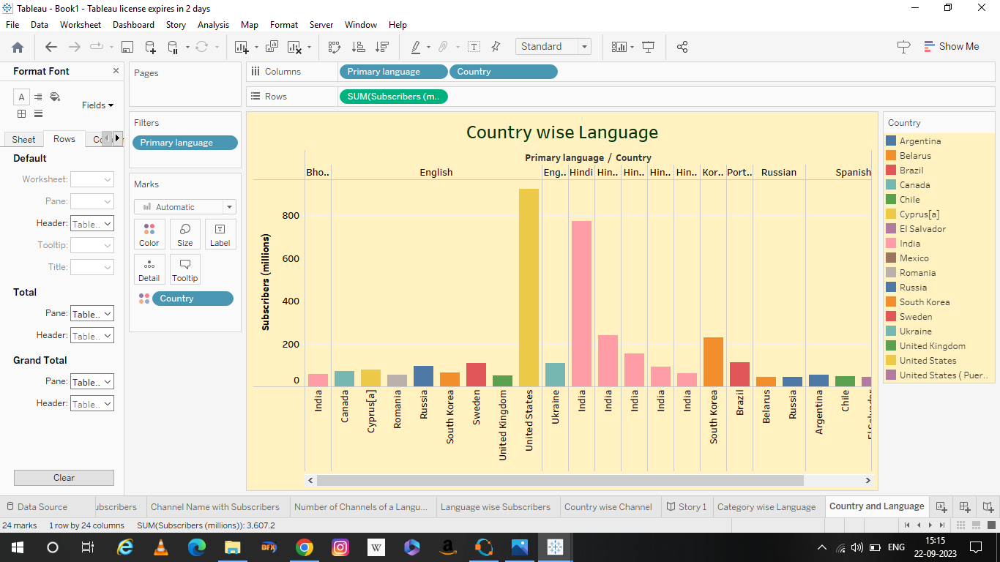 Tableau - Book1 - Tableau license expires in 2 days
File Data Worksheet Dashboard Story Analysis Map Format Server Window Help
Standard
Show Me
Format Font
Fields
Sheet Rows
Default
Worksheet:
Pane:
Header: Table..
Tooltip:
Title:
Total
Pane: Table..
Header: Table..
Grand Total
Pane: Table..
Header: Table..
Clear
Pages
Filters
Primary language
Marks
Automatic
Color Size Label
Detail Tooltip
Country
Columns Primary language Country
Rows SUM(Subscribers (m..
Country wise Language
Primary language / Country
Bho.. English Eng.. Hindi Hin.. Hin.. Hin.. Hin.. Kor.. Port.. Russian Spanish
Subscribers (millions)
800
600
400
200
0
India
Canada
Cyprus[a]
Romania
Russia
South Korea
Sweden
United Kingdom
United States
Ukraine
India
India
India
India
India
South Korea
Brazil
Belarus
Russia
Argentina
Chile
El Salvador
Country
Argentina
Belarus
Brazil
Canada
Chile
Cyprus[a]
El Salvador
India
Mexico
Romania
Russia
South Korea
Sweden
Ukraine
United Kingdom
United States
United States ( Puer..
Data Source ubscribers Channel Name with Subscribers Number of Channels of a Langu... Language wise Subscribers Country wise Channel Story 1 Category wise Language Country and Language
24 marks 1 row by 24 columns SUM(Subscribers (millions)): 3,607.2
DFX W a ENG 15:15
22-09-2023